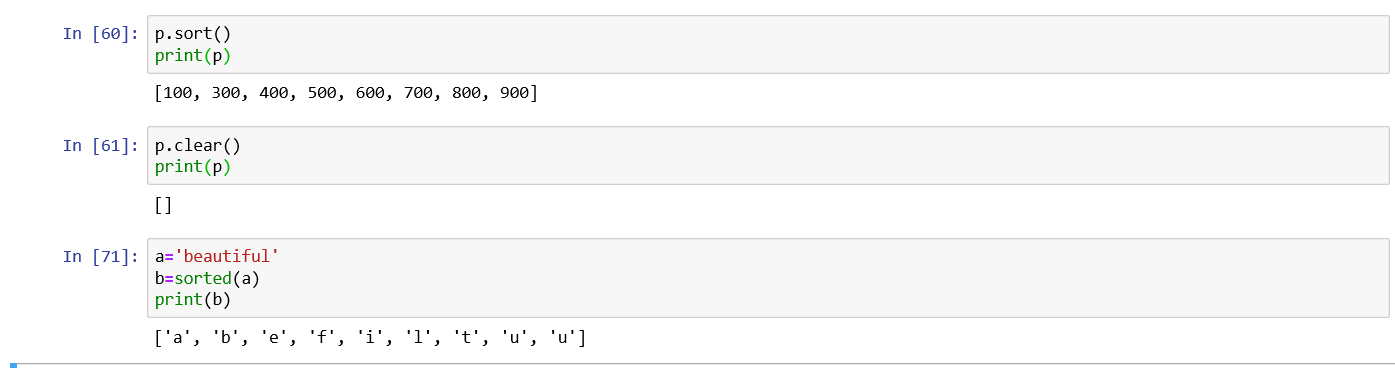 In [60]: p.sort()
print(p)
[100, 300, 400, 500, 600, 700, 800, 900]
In [61]: p.clear()
print(p)
[]
In [71]: a='beautiful'
b=sorted(a)
print(b)
['a', 'b', 'e', 'f', 'i', 'l', 't', 'u', 'u']